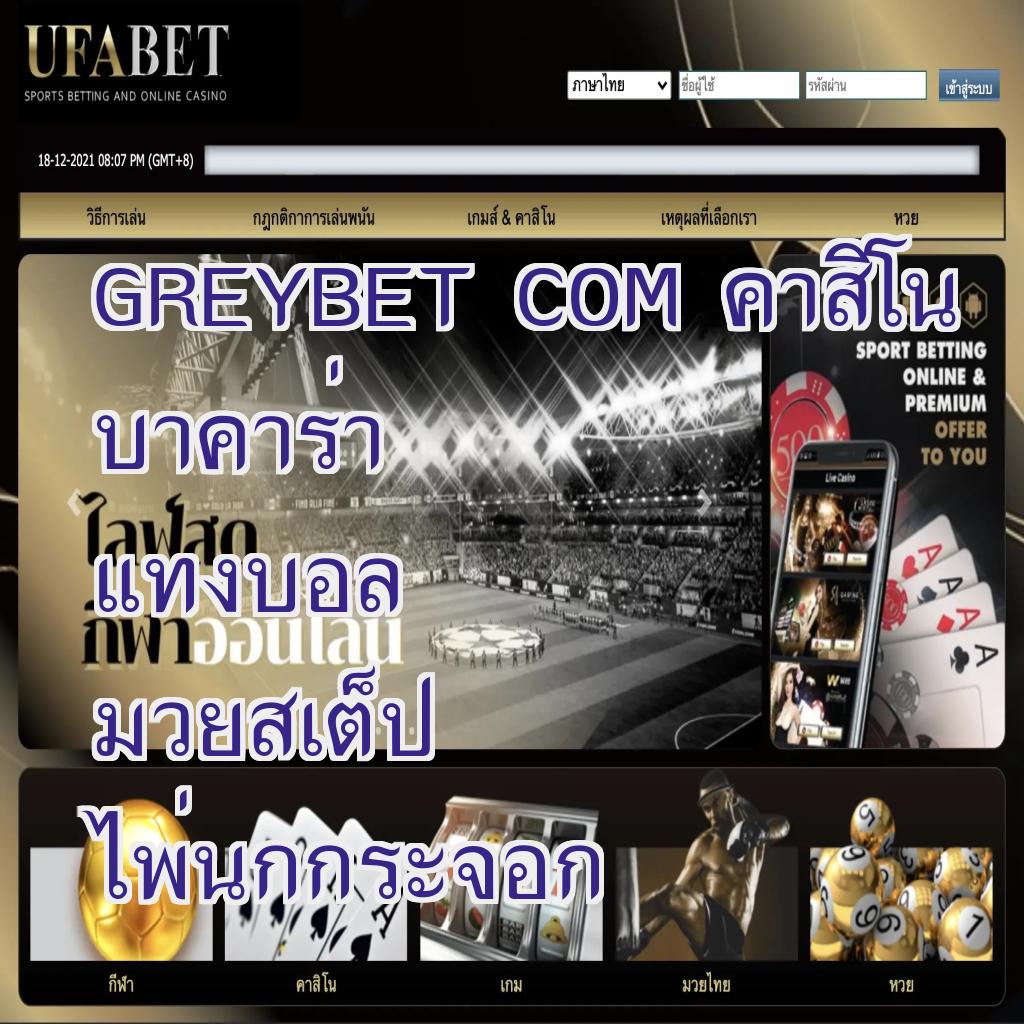 UFABET
SPORTS BETTING AND ONLINE CASINO
ภาษาไทย ชื่อผู้ใช้ รหัสผ่าน เข้าสู่ระบบ
18-12-2021 08:07 PM (GMT+8)
วิธีการเล่น กฎกติกาการเล่นพนัน เกมส์ & คาสิโน เหตุผลที่เลือกเรา หวย
GREYBET COM คาสิโน
บาคาร่า
แทงบอล
มวยสเต็ป
ไพ่นกกระจอก
ไลฟ์สด
กีฬาออนไลน์
SPORT BETTING
ONLINE &
PREMIUM
OFFER
TO YOU
Live Casino
กีฬา คาสิโน เกม มวยไทย หวย